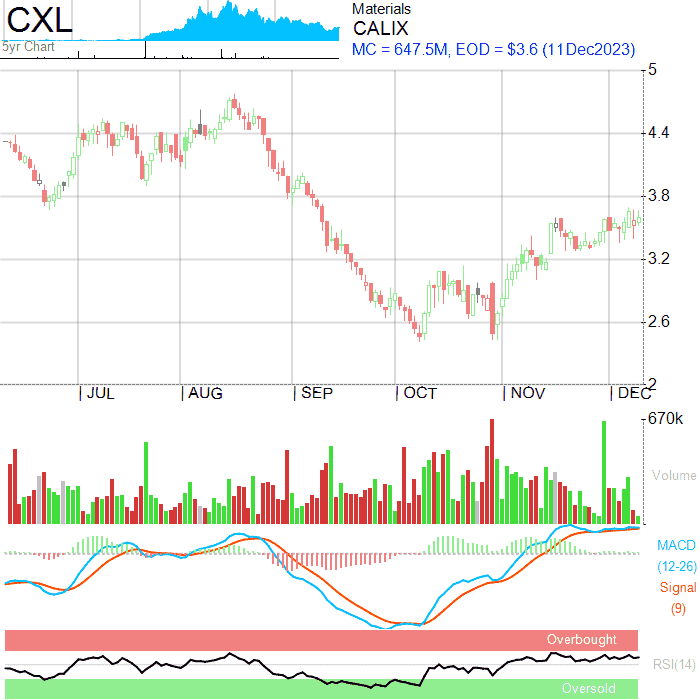 CXL
5yr Chart
Materials
CALIX
MC = 647.5M, EOD = $3.6 (11Dec2023)
5
4.4
3.8
3.2
2.6
2
JUL
AUG
SEP
OCT
NOV
DEC
670k
Volume
MACD
(12-26)
Signal
(9)
Overbought
RSI(14)
Oversold